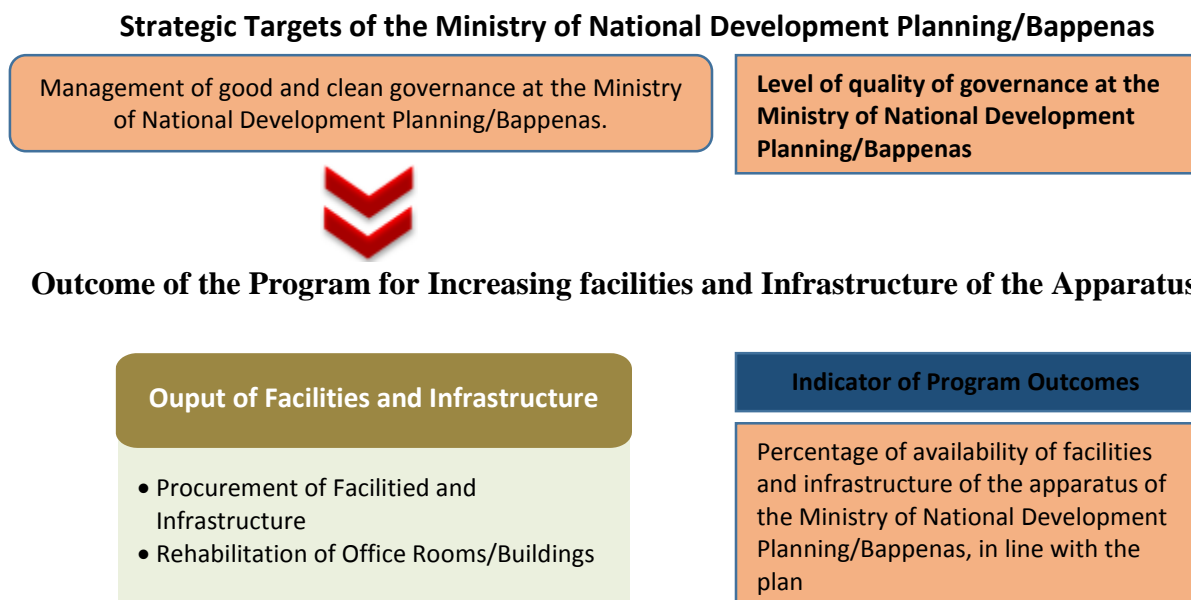 Strategic Targets of the Ministry of National Development Planning/Bappenas
Management of good and clean governance at the Ministry
of National Development Planning/Bappenas.
Level of quality of governance at the
Ministry of National Development
Planning/Bappenas
Outcome of the Program for Increasing facilities and Infrastructure of the Apparatus
Ouput of Facilities and Infrastructure
• Procurement of Facilitied and
Infrastructure
• Rehabilitation of Office Rooms/Buildings
Indicator of Program Outcomes
Percentage of availability of facilities
and infrastructure of the apparatus of
the Ministry of National Development
Planning/Bappenas, in line with the
plan